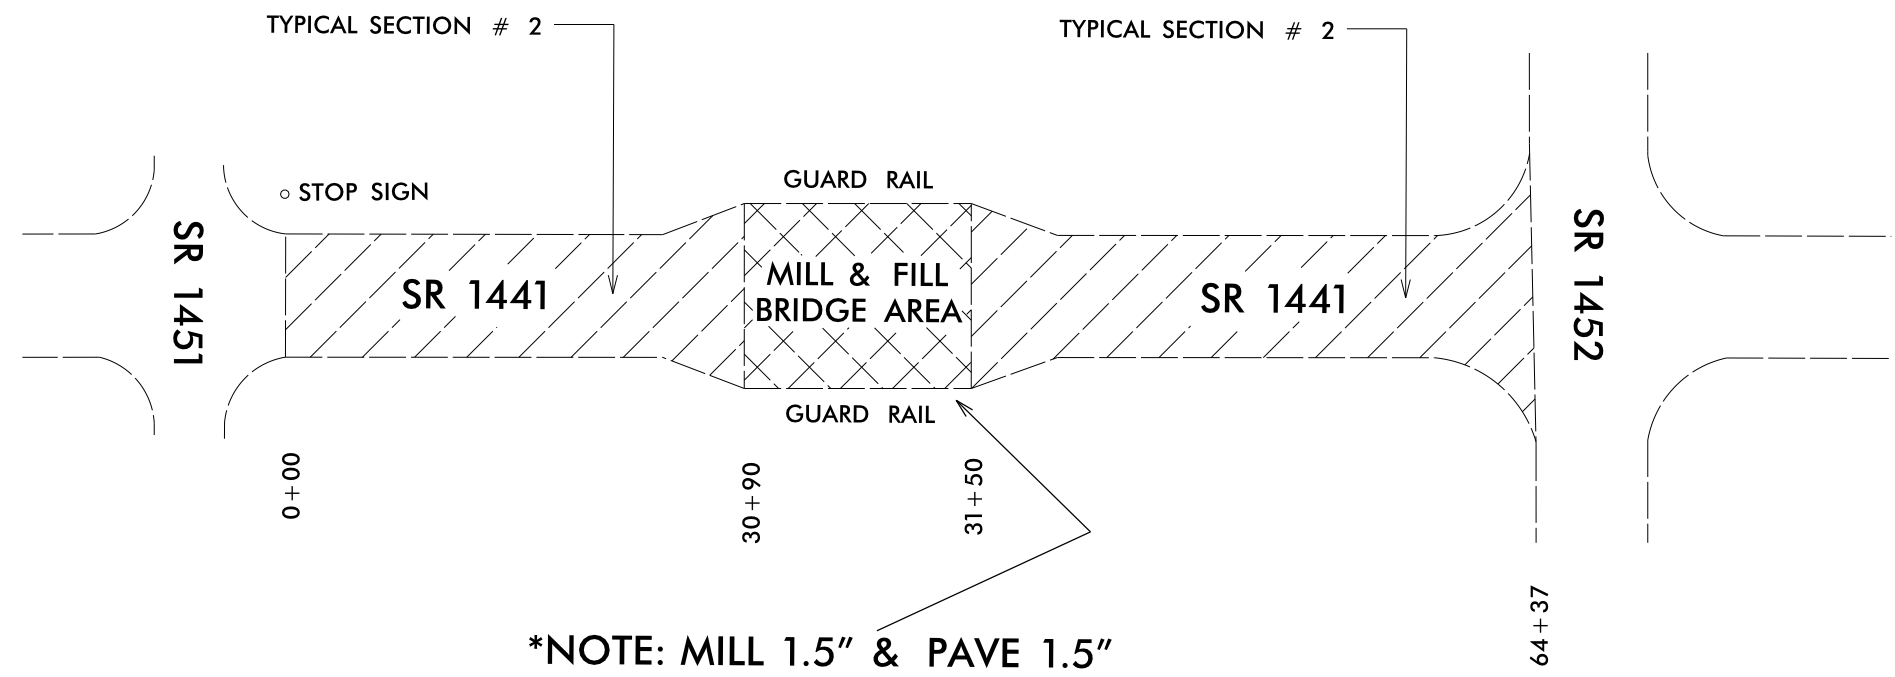 TYPICAL SECTION # 2
TYPICAL SECTION # 2
STOP SIGN
GUARD RAIL
SR 1451
SR 1441
MILL & FILL
BRIDGE AREA
SR 1441
SR 1452
GUARD RAIL
0+00
30+90
31+50
64+37
*NOTE: MILL 1.5" & PAVE 1.5"